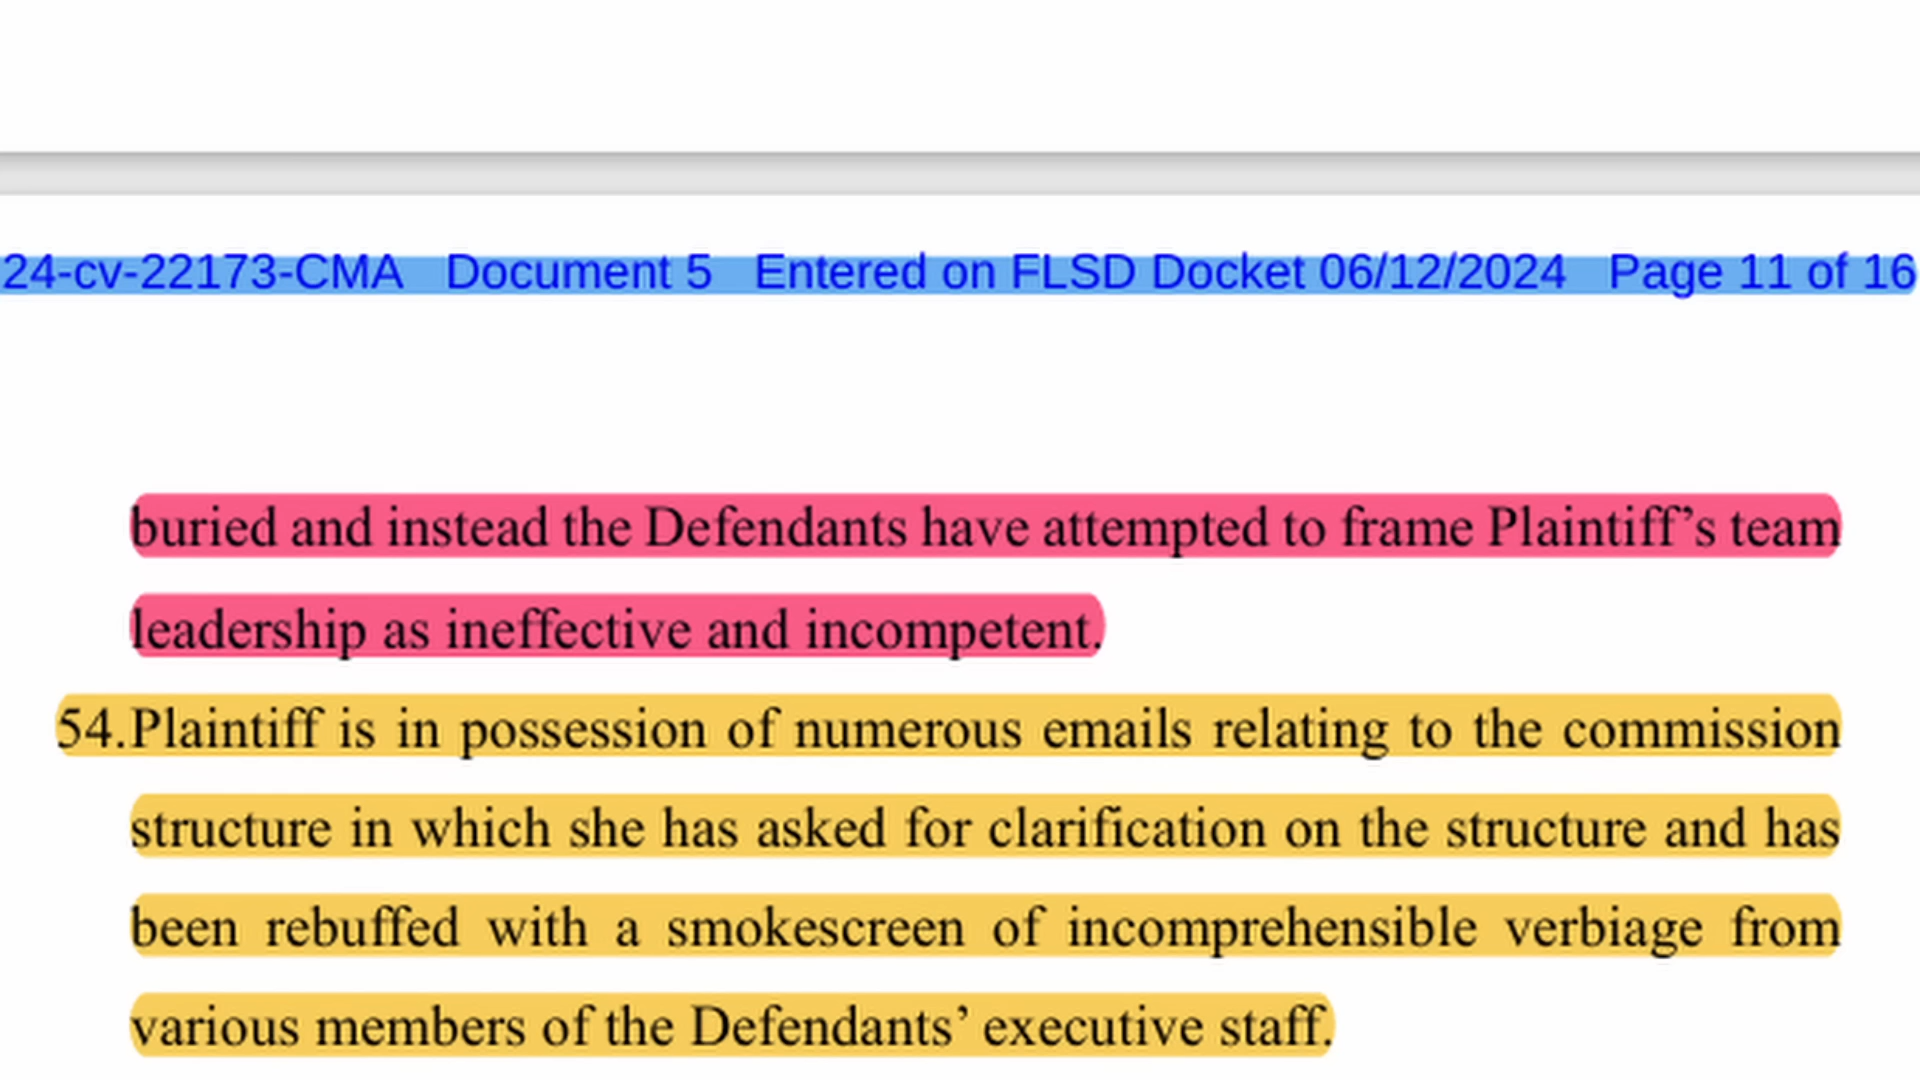 24-cv-22173-CMA Document 5 Entered on FLSD Docket 06/12/2024 Page 11 of 16
buried and instead the Defendants have attempted to frame Plaintiff’s team
leadership as ineffective and incompetent.
54.Plaintiff is in possession of numerous emails relating to the commission
structure in which she has asked for clarification on the structure and has
been rebuffed with a smokescreen of incomprehensible verbiage from
various members of the Defendants’ executive staff.